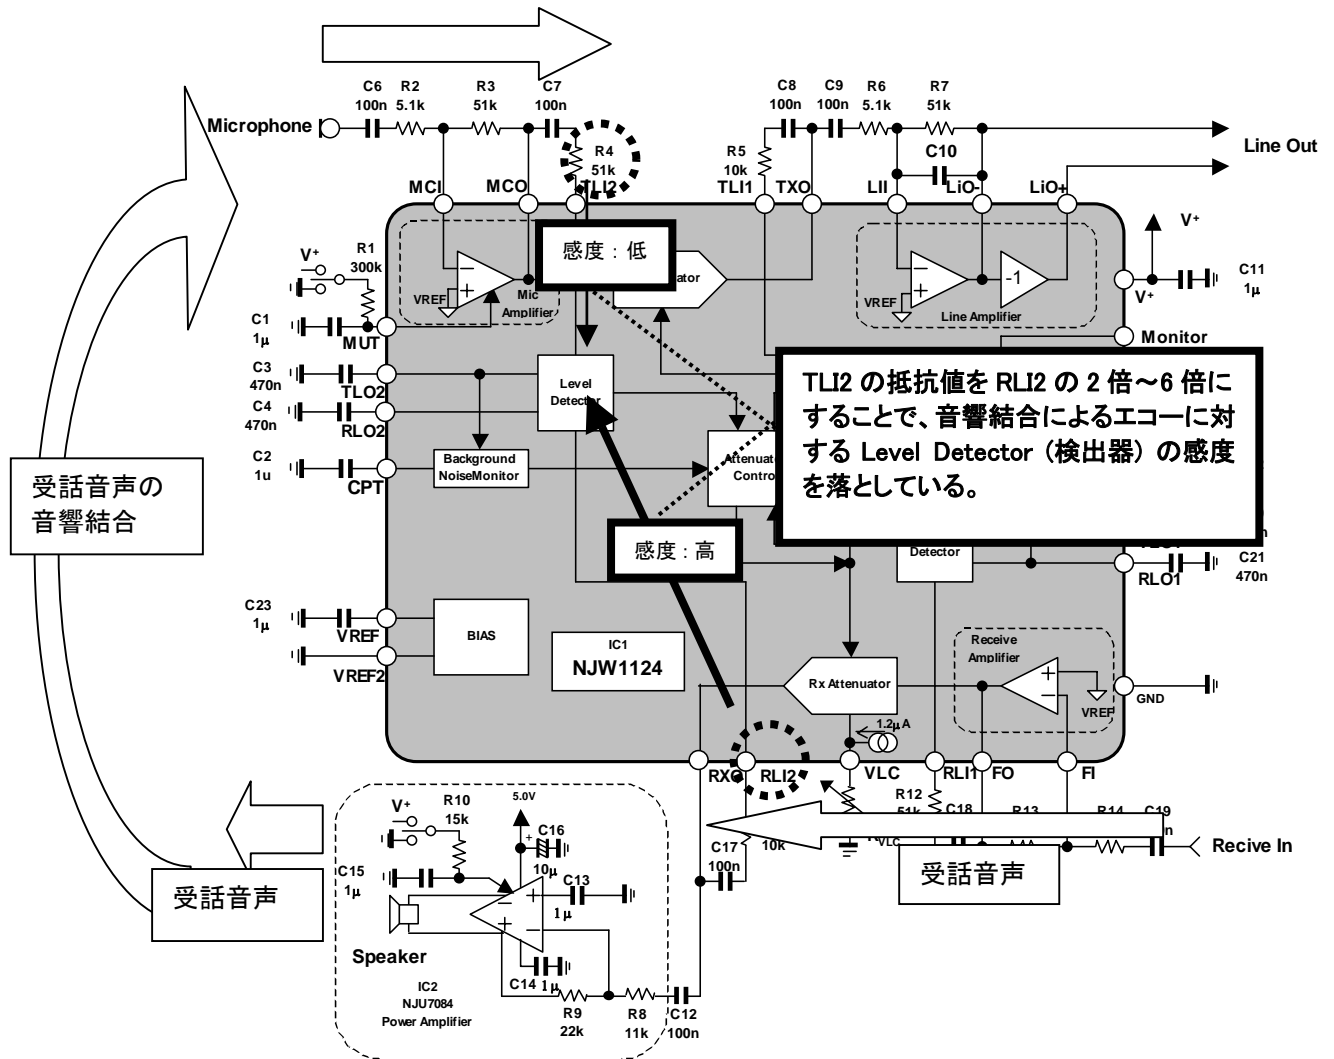 C6
100n
R2
5.1k
R3
51k
C7
100n
C8
100n
C9
100n
R6
5.1k
R7
51k
Microphone
R4
51k
R5
10k
C10
Line Out
MCI
MCO
TLI2
TLI1
TXO
LII
LiO-
LiO+
V+
R1
300k
V+
感度：低
VREF
Mic
Amplifier
VREF
-1
Line Amplifier
V+
C11
1μ
C1
1μ
MUT
Monitor
C3
470n
TLO2
C4
470n
RLO2
Level
Detector
TLI2 の抵抗値を RLI2 の 2 倍～6 倍に
することで、音響結合によるエコーに対
する Level Detector（検出器）の感度
を落としている。
C2
1u
CPT
Background
NoiseMonitor
受話音声の
音響結合
感度：高
Detector
RLO1
C21
470n
C23
1μ
VREF
VREF2
BIAS
IC1
NJW1124
Rx Attenuator
Receive
Amplifier
VREF
GND
1.2μA
RXO
RLI2
VLC
RLI1
FO
FI
R12
51k
C18
R13
R14
C19
Recive In
VLC
10k
C17
100n
受話音声
受話音声
V+
R10
15k
5.0V
C16
10μ
C15
1μ
C13
1μ
Speaker
C14
1μ
IC2
NJU7084
Power Amplifier
R9
22k
R8
11k
C12
100n